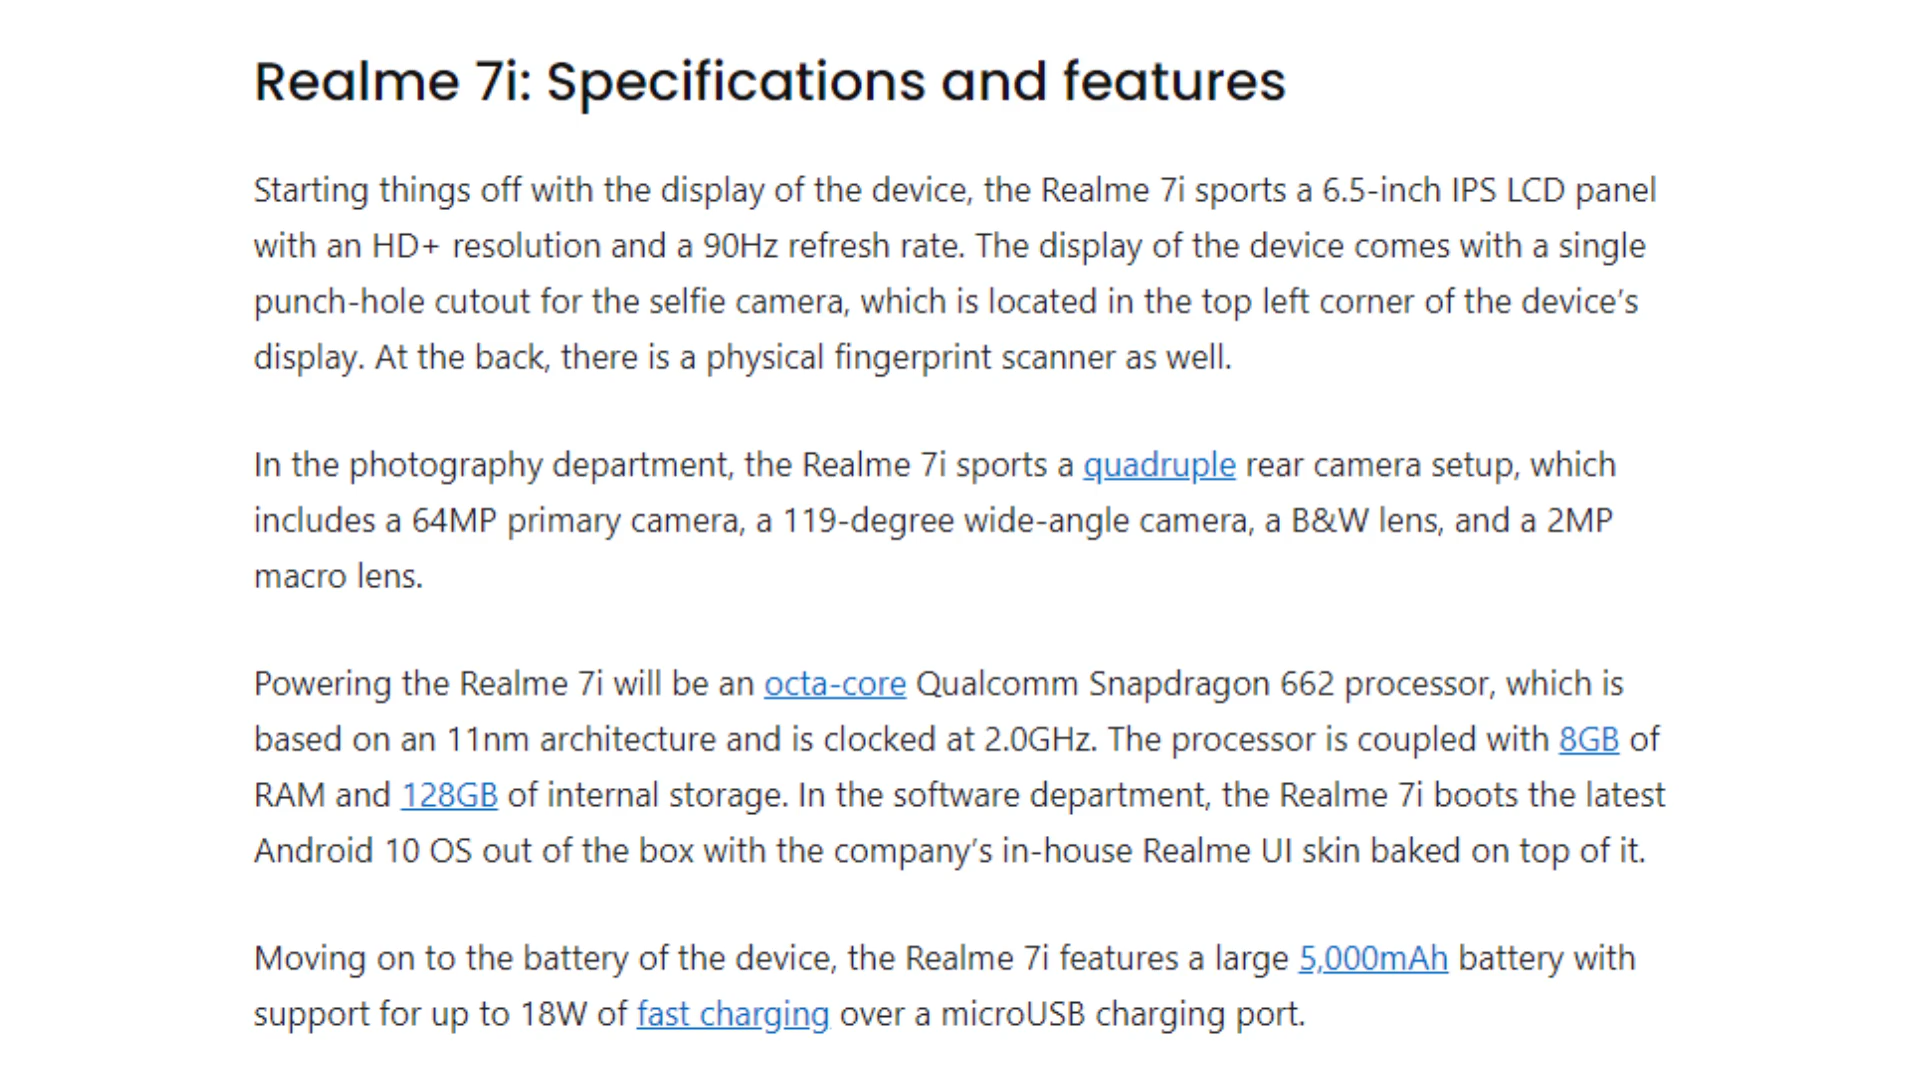 Realme 7i: Specifications and features
Starting things off with the display of the device, the Realme 7i sports a 6.5-inch IPS LCD panel
with an HD+ resolution and a 90Hz refresh rate. The display of the device comes with a single
punch-hole cutout for the selfie camera, which is located in the top left corner of the device’s
display. At the back, there is a physical fingerprint scanner as well.
In the photography department, the Realme 7i sports a quadruple rear camera setup, which
includes a 64MP primary camera, a 119-degree wide-angle camera, a B&W lens, and a 2MP
macro lens.
Powering the Realme 7i will be an octa-core Qualcomm Snapdragon 662 processor, which is
based on an 11nm architecture and is clocked at 2.0GHz. The processor is coupled with 8GB of
RAM and 128GB of internal storage. In the software department, the Realme 7i boots the latest
Android 10 OS out of the box with the company’s in-house Realme UI skin baked on top of it.
Moving on to the battery of the device, the Realme 7i features a large 5,000mAh battery with
support for up to 18W of fast charging over a microUSB charging port.